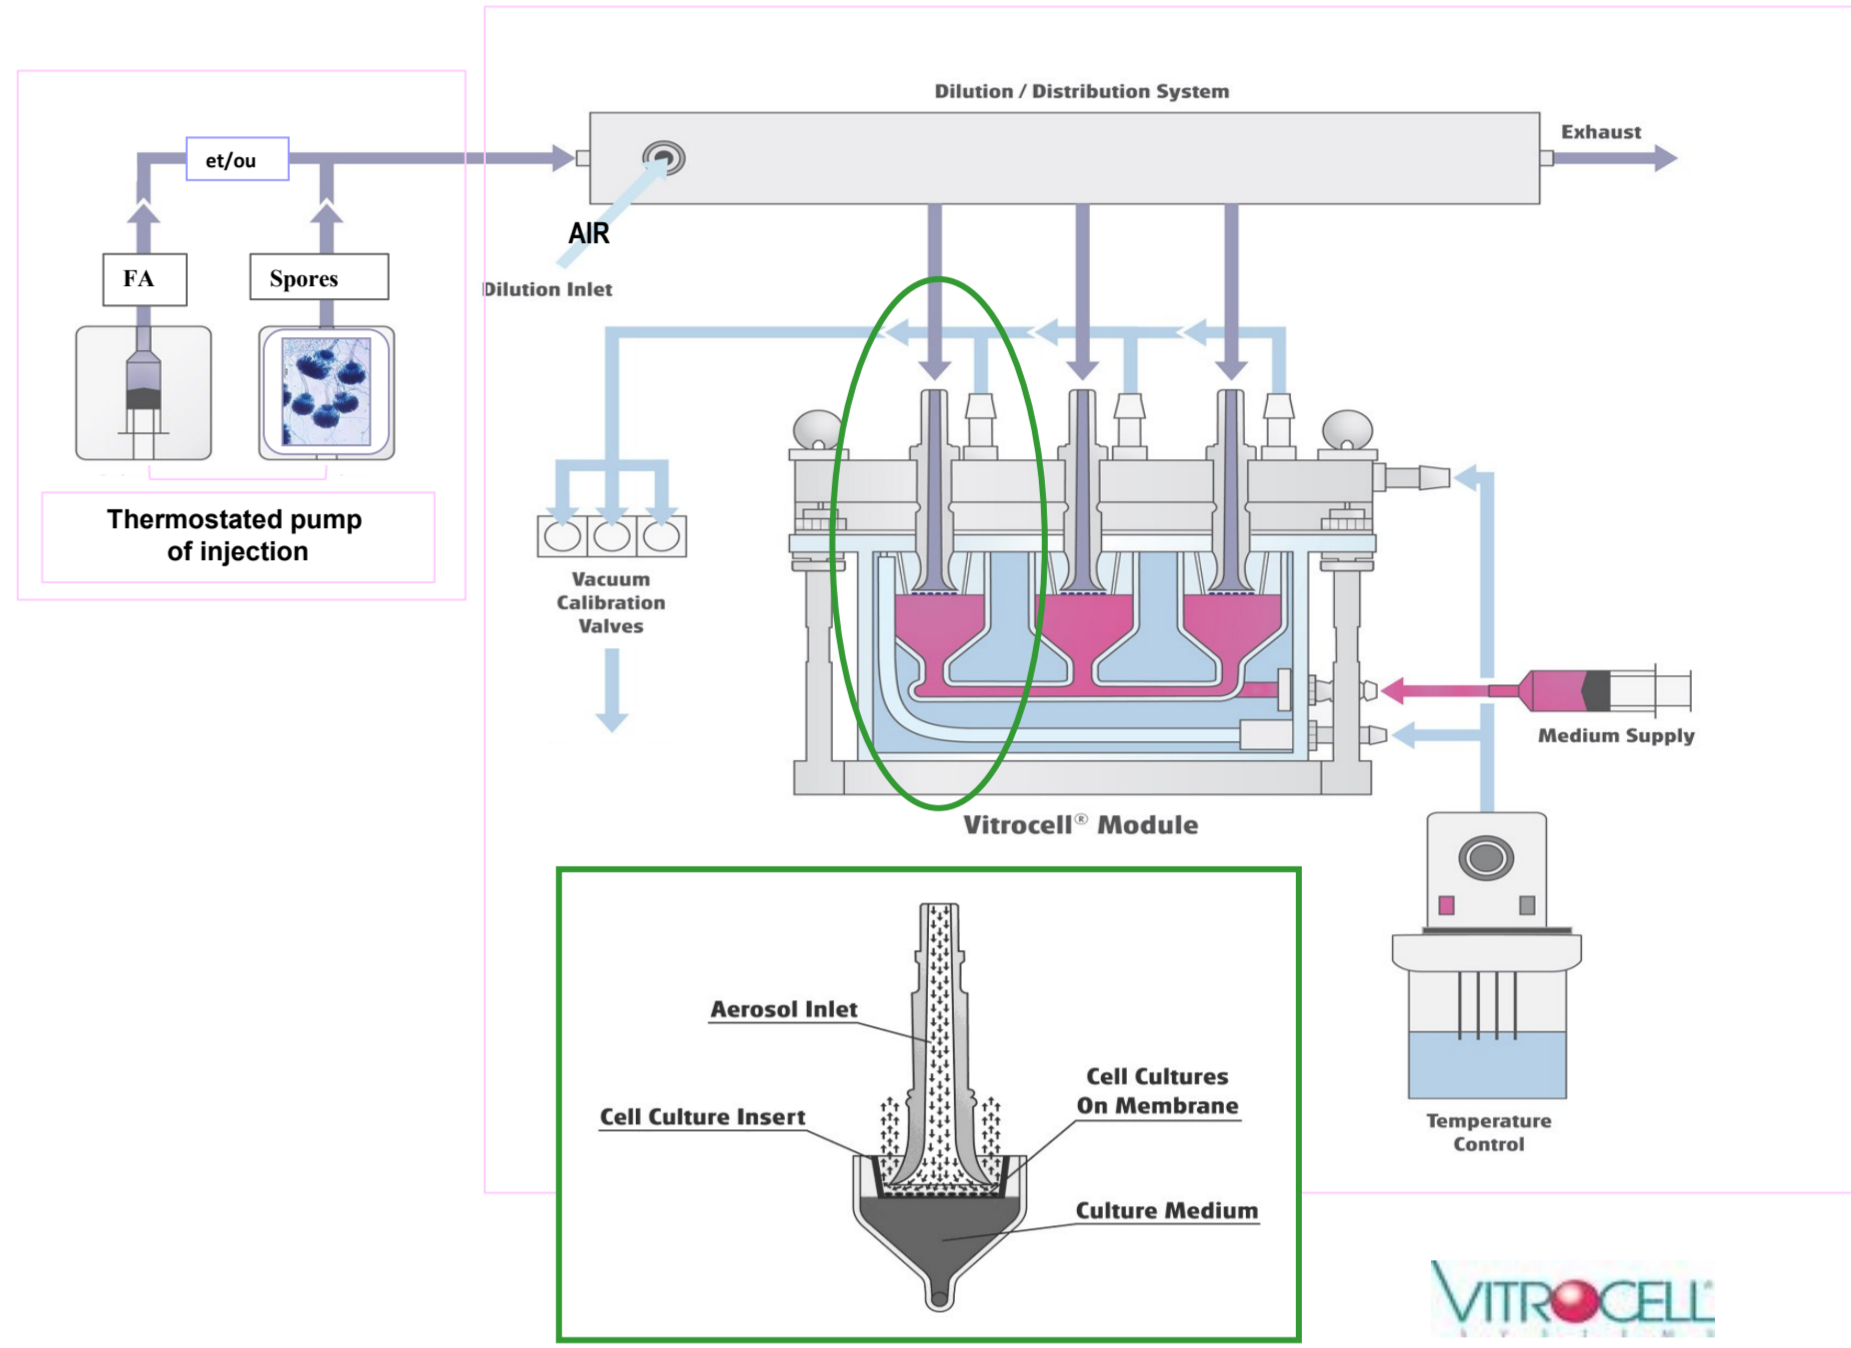 Dilution / Distribution System
Exhaust
et/ou
AIR
FA
Spores
Dilution Inlet
Thermostated pump
of injection
Vacuum
Calibration
Valves
Medium Supply
Vitrocell® Module
Aerosol Inlet
Cell Cultures
On Membrane
Cell Culture Insert
Culture Medium
Temperature
Control
VITROCELL®